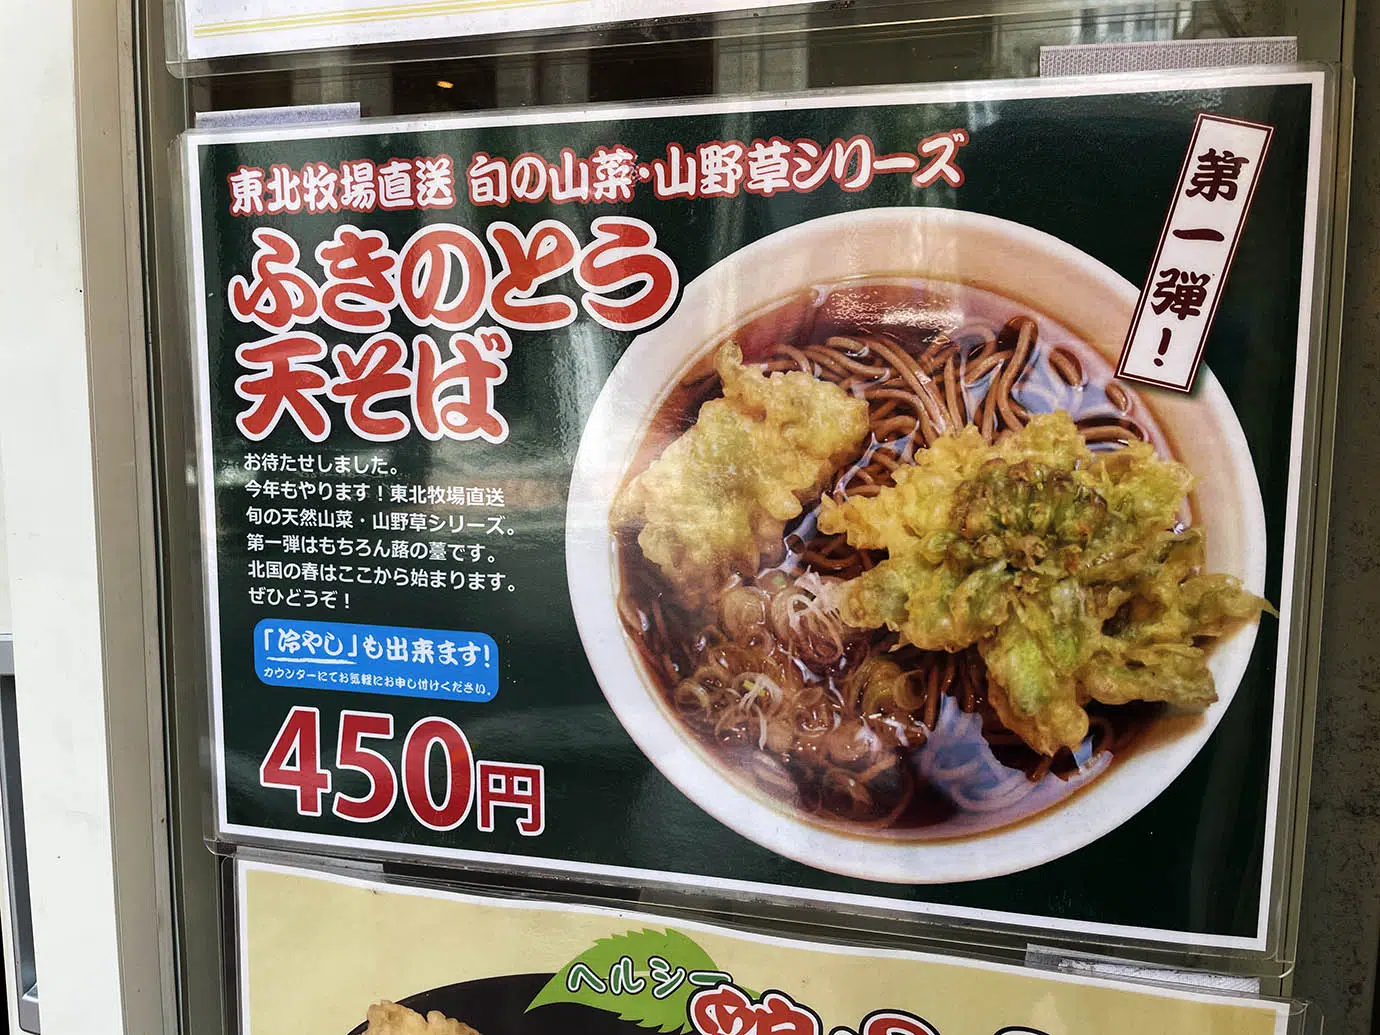 東北牧場直送 旬の山菜・山野草シリーズ
第一弾！
ふきのとう
天そば
お待たせしました。
今年もやります！東北牧場直送
旬の天然山菜・山野草シリーズ。
第一弾はもちろん蕗の薹です。
北国の春はここから始まります。
ぜひどうぞ！
「冷やし」も出来ます！
カウンターにてお気軽にお申し付けください。
450円
ヘルシー